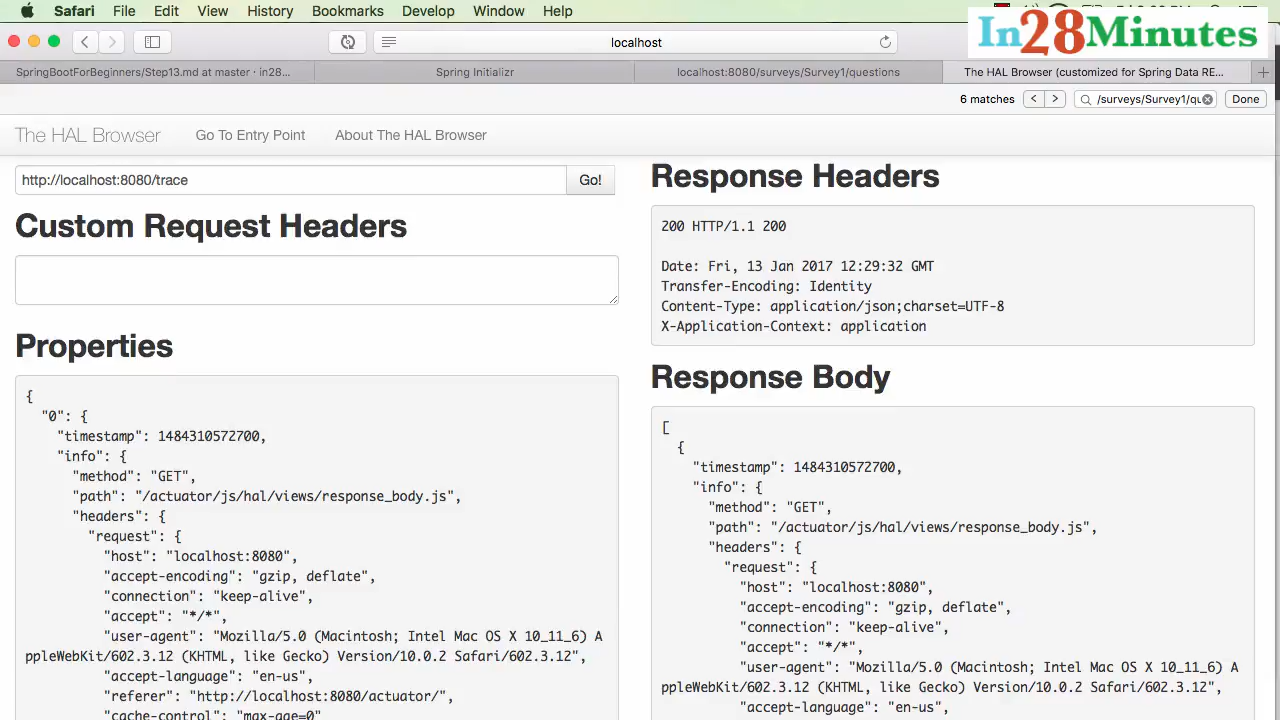 Safari File Edit View History Bookmarks Develop Window Help
In28Minutes
localhost
SpringBootForBeginners/Step13.md at master · in28...
Spring Initializr
localhost:8080/surveys/Survey1/questions
The HAL Browser (customized for Spring Data RE...
6 matches
/surveys/Survey1/qu
Done
The HAL Browser
Go To Entry Point
About The HAL Browser
http://localhost:8080/trace
Go!
Custom Request Headers
Properties
{
"0": {
"timestamp": 1484310572700,
"info": {
"method": "GET",
"path": "/actuator/js/hal/views/response_body.js",
"headers": {
"request": {
"host": "localhost:8080",
"accept-encoding": "gzip, deflate",
"connection": "keep-alive",
"accept": "*/*",
"user-agent": "Mozilla/5.0 (Macintosh; Intel Mac OS X 10_11_6) A
ppleWebKit/602.3.12 (KHTML, like Gecko) Version/10.0.2 Safari/602.3.12",
"accept-language": "en-us",
"referer": "http://localhost:8080/actuator/",
"cache-control": "max-age=0"
Response Headers
200 HTTP/1.1 200
Date: Fri, 13 Jan 2017 12:29:32 GMT
Transfer-Encoding: Identity
Content-Type: application/json;charset=UTF-8
X-Application-Context: application
Response Body
[
{
"timestamp": 1484310572700,
"info": {
"method": "GET",
"path": "/actuator/js/hal/views/response_body.js",
"headers": {
"request": {
"host": "localhost:8080",
"accept-encoding": "gzip, deflate",
"connection": "keep-alive",
"accept": "*/*",
"user-agent": "Mozilla/5.0 (Macintosh; Intel Mac OS X 10_11_6) A
ppleWebKit/602.3.12 (KHTML, like Gecko) Version/10.0.2 Safari/602.3.12",
"accept-language": "en-us",